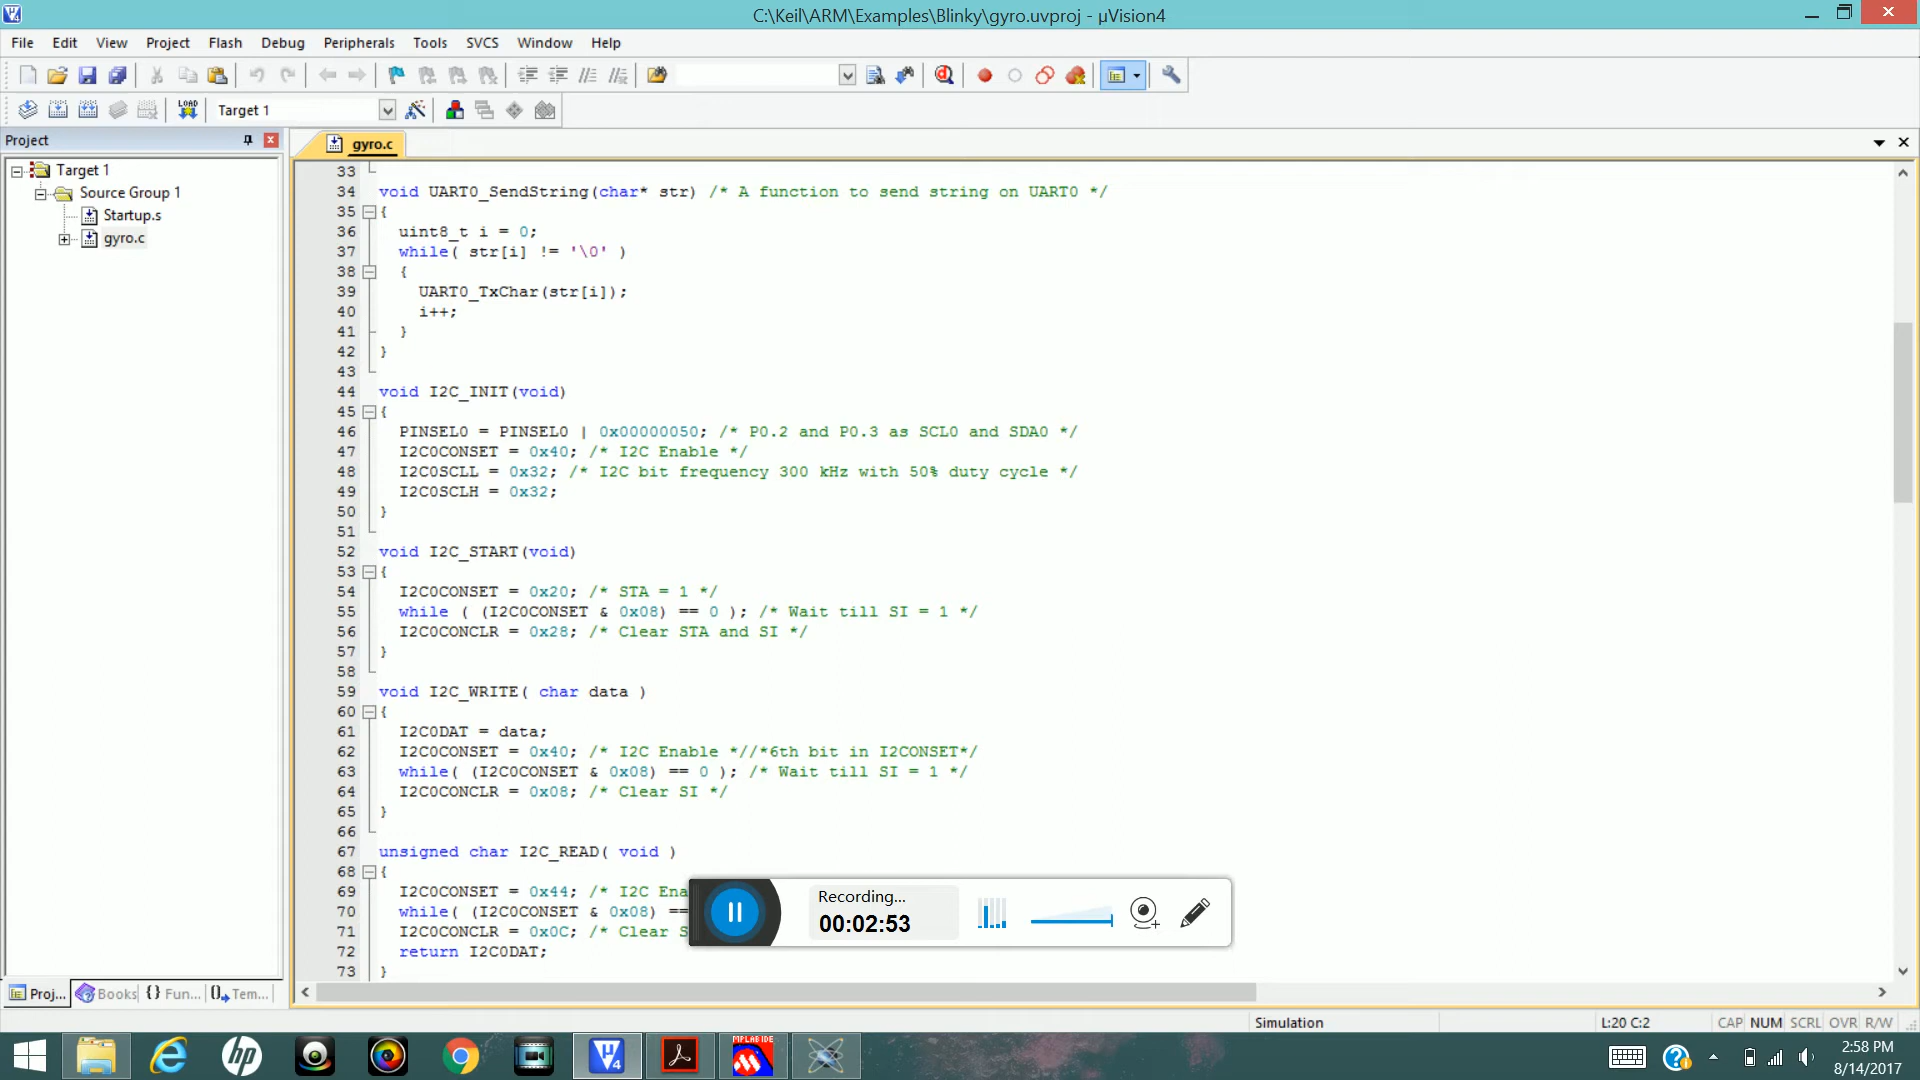 C:\Keil\ARM\Examples\Blinky\gyro.uvproj - µVision4
File Edit View Project Flash Debug Peripherals Tools SVCS Window Help
LOAD Target 1
Project
gyro.c
Target 1
Source Group 1
Startup.s
gyro.c
33
34 void UART0_SendString(char* str) /* A function to send string on UART0 */
35 {
36 uint8_t i = 0;
37 while( str[i] != '\0' )
38 {
39 UART0_TxChar(str[i]);
40 i++;
41 }
42 }
43
44 void I2C_INIT(void)
45 {
46 PINSEL0 = PINSEL0 | 0x00000050; /* P0.2 and P0.3 as SCL0 and SDA0 */
47 I2C0CONSET = 0x40; /* I2C Enable */
48 I2C0SCLL = 0x32; /* I2C bit frequency 300 kHz with 50% duty cycle */
49 I2C0SCLH = 0x32;
50 }
51
52 void I2C_START(void)
53 {
54 I2C0CONSET = 0x20; /* STA = 1 */
55 while ( (I2C0CONSET & 0x08) == 0 ); /* Wait till SI = 1 */
56 I2C0CONCLR = 0x28; /* Clear STA and SI */
57 }
58
59 void I2C_WRITE( char data )
60 {
61 I2C0DAT = data;
62 I2C0CONSET = 0x40; /* I2C Enable *//*6th bit in I2CONSET*/
63 while( (I2C0CONSET & 0x08) == 0 ); /* Wait till SI = 1 */
64 I2C0CONCLR = 0x08; /* Clear SI */
65 }
66
67 unsigned char I2C_READ( void )
68 {
69 I2C0CONSET = 0x44; /* I2C Ena
70 while( (I2C0CONSET & 0x08) ==
71 I2C0CONCLR = 0x0C; /* Clear S
72 return I2C0DAT;
73 }
Recording...
00:02:53
Proj... Books {} Fun... Tem...
Simulation L:20 C:2 CAP NUM SCRL OVR R/W
MPLAB IDE
2:58 PM
8/14/2017